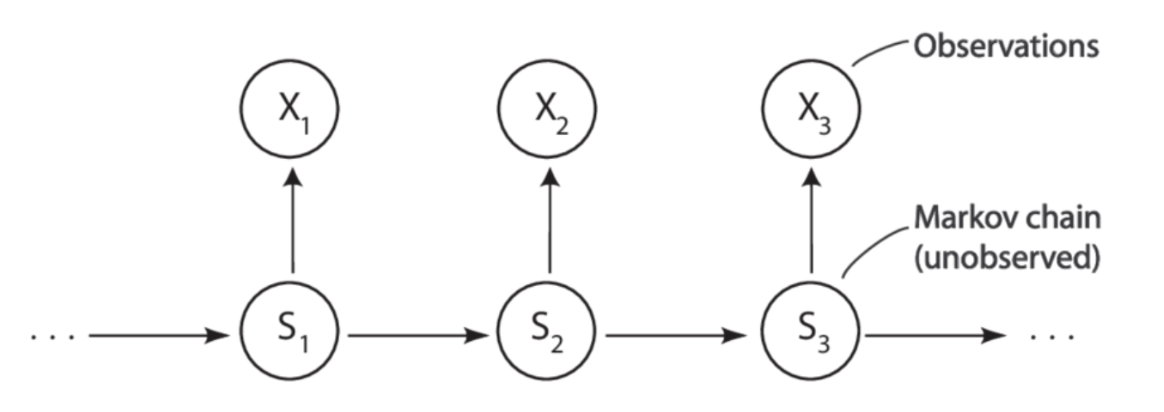 Observations
X₁ X₂ X₃
Markov chain
(unobserved)
. . . S₁ S₂ S₃ . . .